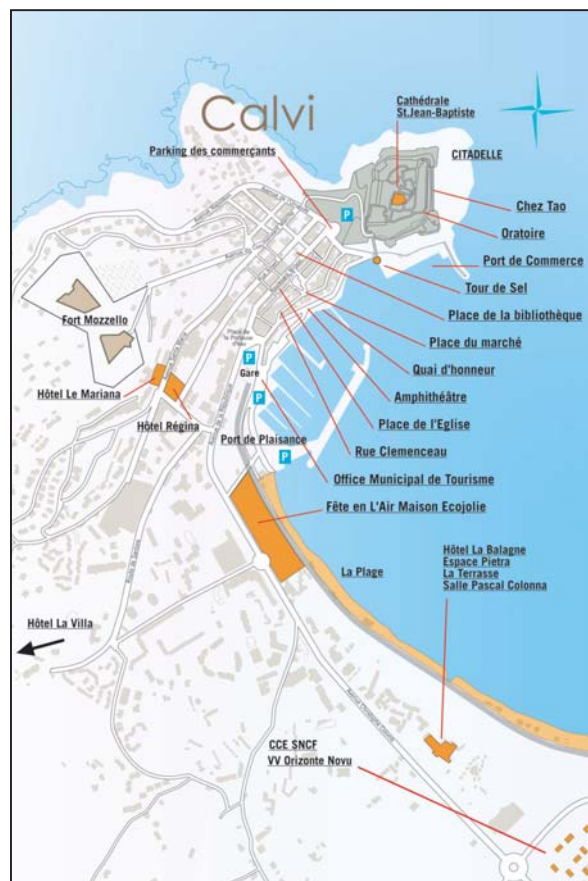 Calvi
Cathédrale
St.Jean-Baptiste
Parking des commerçants
CITADELLE
Chez Tao
Oratoire
Port de Commerce
Tour de Sel
Place de la bibliothèque
Place du marché
Quai d'honneur
Amphithéâtre
Place de l'Eglise
Rue Clemenceau
Office Municipal de Tourisme
Fête en L'Air Maison Ecojolie
P
Fort Mozzello
P
Gare
P
Hôtel Le Mariana
Hôtel Régina
Port de Plaisance
P
La Plage
Hôtel La Balagne
Espace Pietra
La Terrasse
Salle Pascal Colonna
Hôtel La Villa
CCE SNCF
VV Orizonte Novu